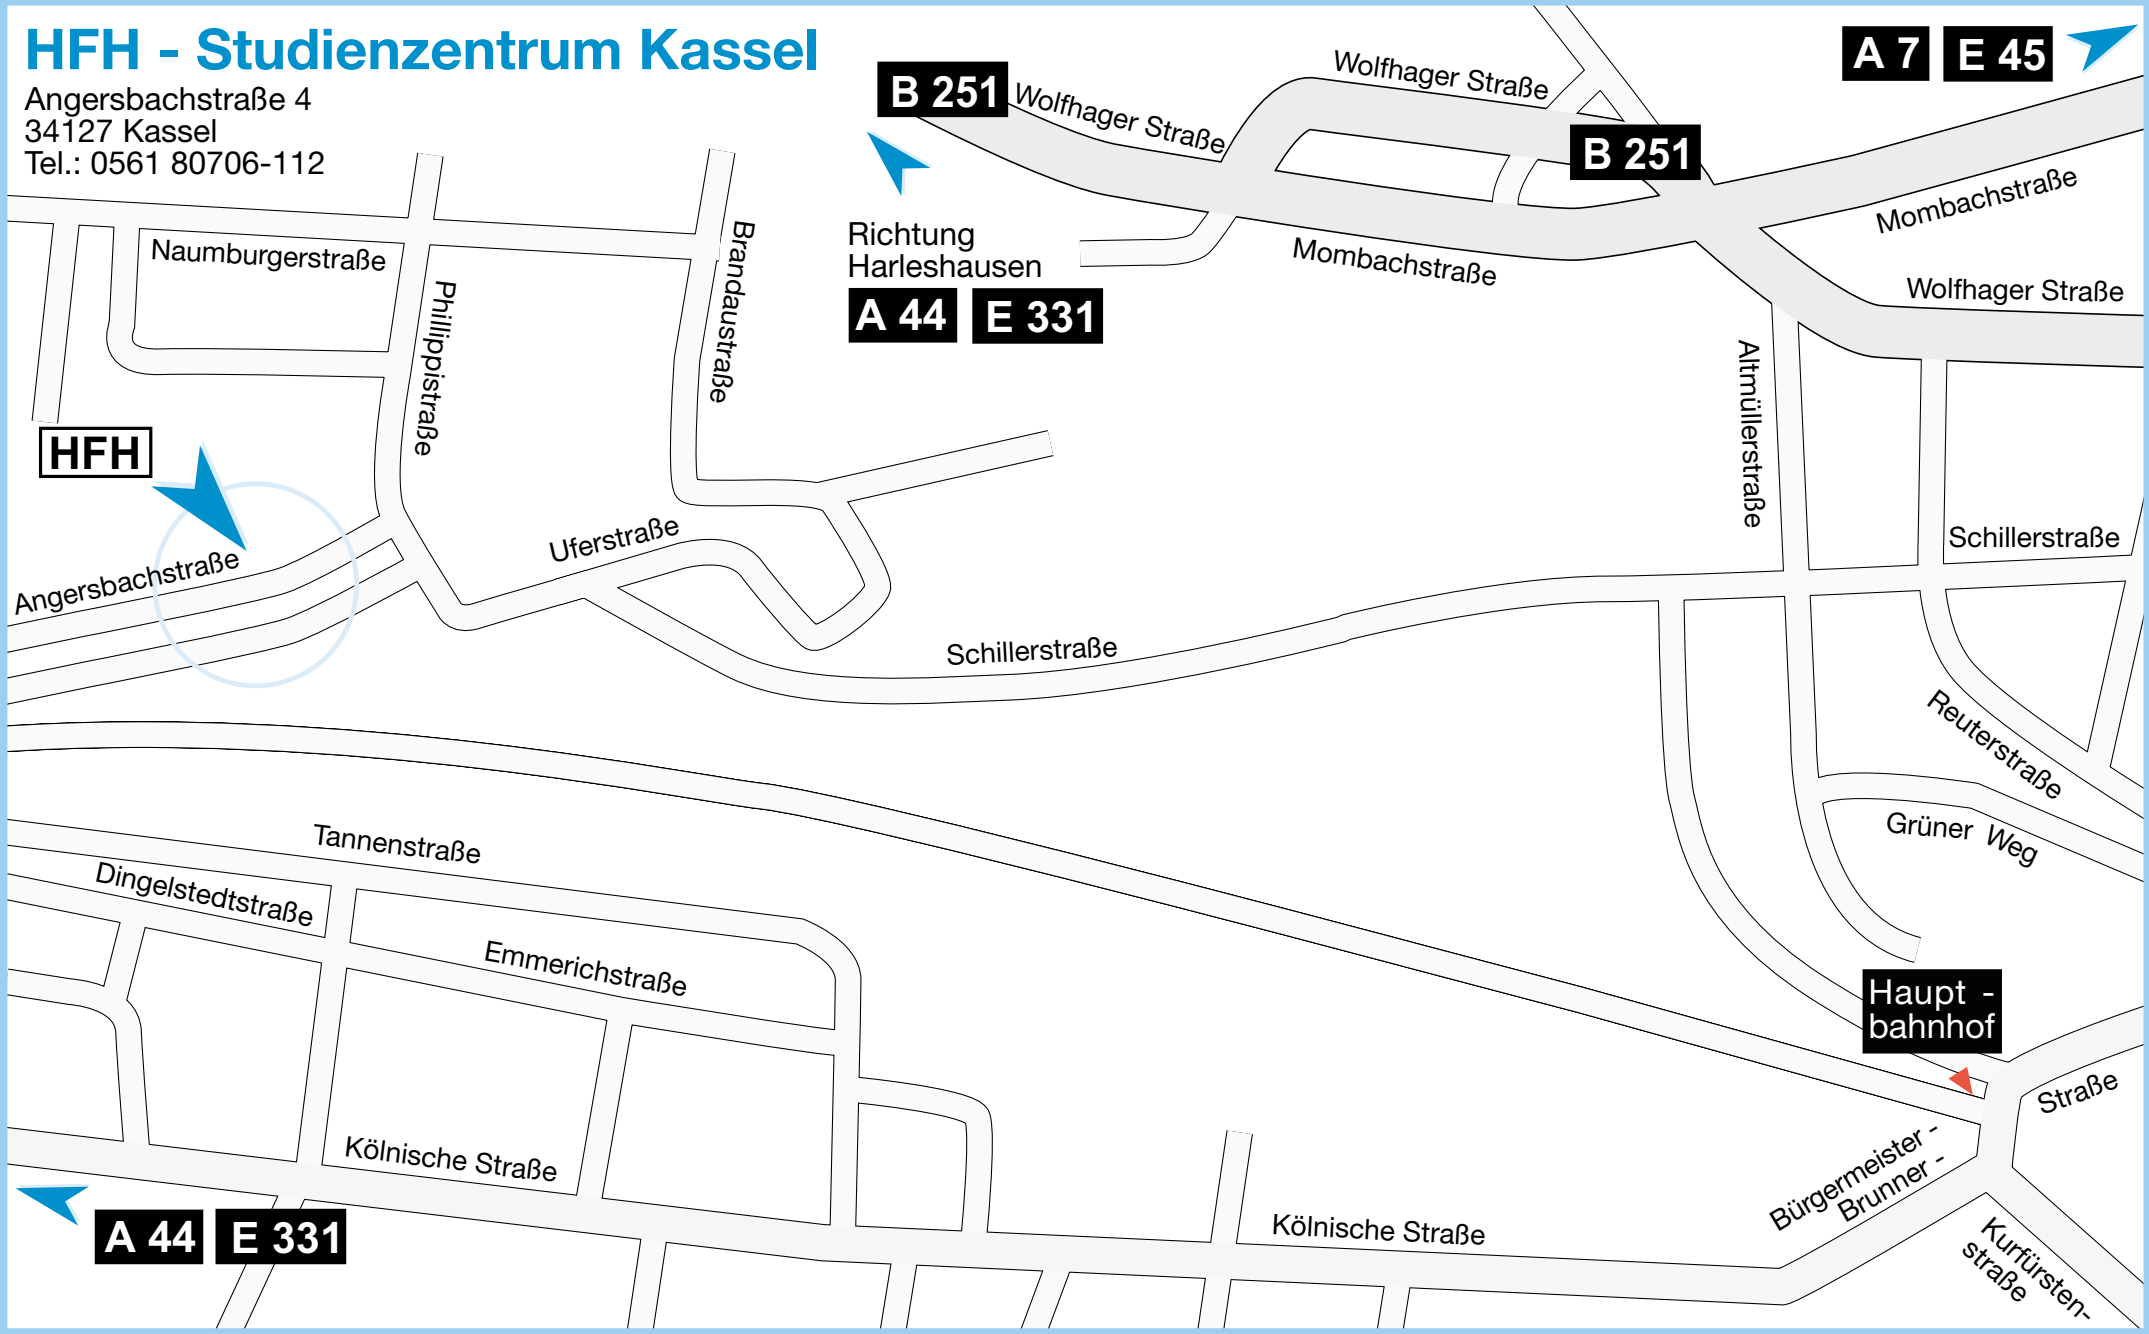 HFH - Studienzentrum Kassel
Angersbachstraße 4
34127 Kassel
Tel.: 0561 80706-112
B 251
Wolfhager Straße
Wolfhager Straße
B 251
A 7
E 45
Mombachstraße
Mombachstraße
Wolfhager Straße
Richtung
Harleshausen
A 44
E 331
Naumburgerstraße
Phillippistraße
Brandaustraße
Altmüllerstraße
HFH
Angersbachstraße
Uferstraße
Schillerstraße
Schillerstraße
Reuterstraße
Grüner Weg
Tannenstraße
Dingelstedtstraße
Emmerichstraße
Haupt -
bahnhof
Straße
Bürgermeister -
Brunner -
Kölnische Straße
Kölnische Straße
Kurfürsten-
straße
A 44
E 331